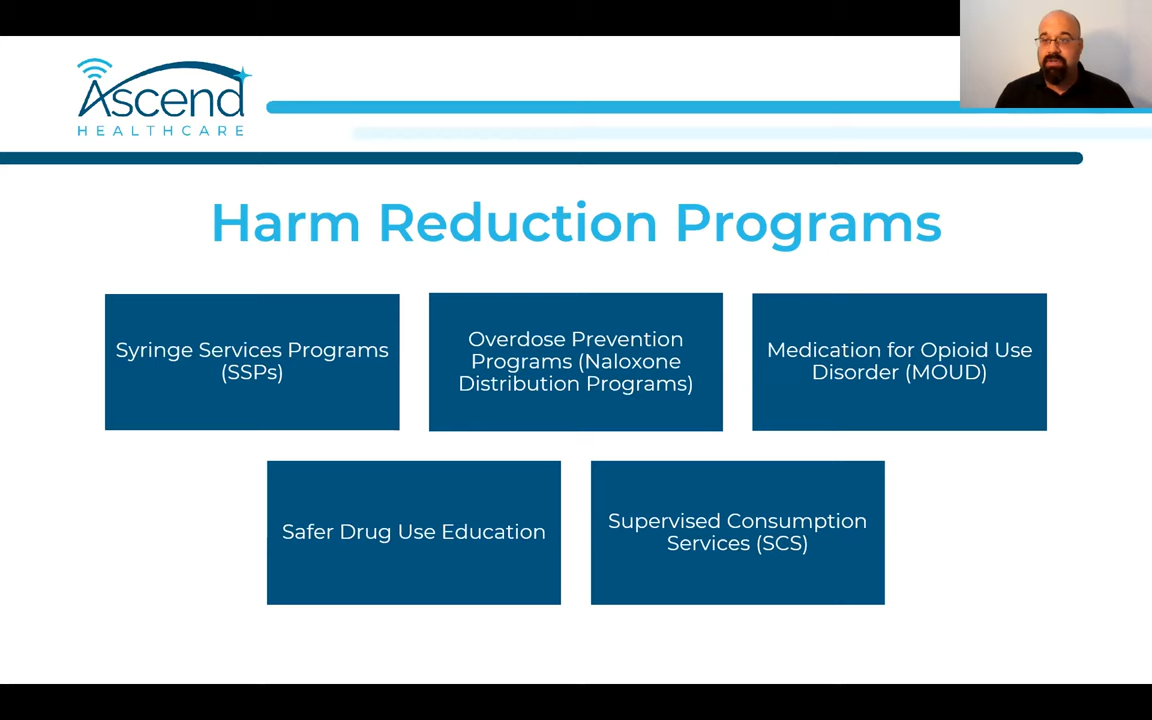 Ascend
HEALTHCARE
Harm Reduction Programs
Syringe Services Programs
(SSPs)
Overdose Prevention
Programs (Naloxone
Distribution Programs)
Medication for Opioid Use
Disorder (MOUD)
Safer Drug Use Education
Supervised Consumption
Services (SCS)